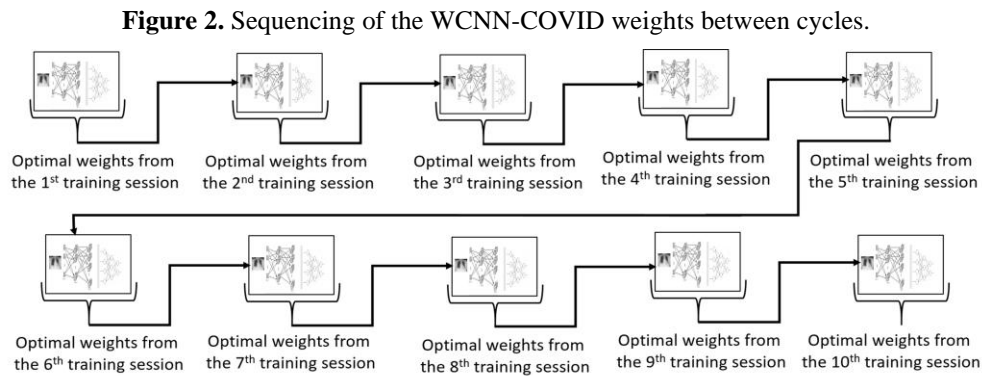 Figure 2. Sequencing of the WCNN-COVID weights between cycles.
Optimal weights from
the 1st training session
Optimal weights from
the 2nd training session
Optimal weights from
the 3rd training session
Optimal weights from
the 4th training session
Optimal weights from
the 5th training session
Optimal weights from
the 6th training session
Optimal weights from
the 7th training session
Optimal weights from
the 8th training session
Optimal weights from
the 9th training session
Optimal weights from
the 10th training session